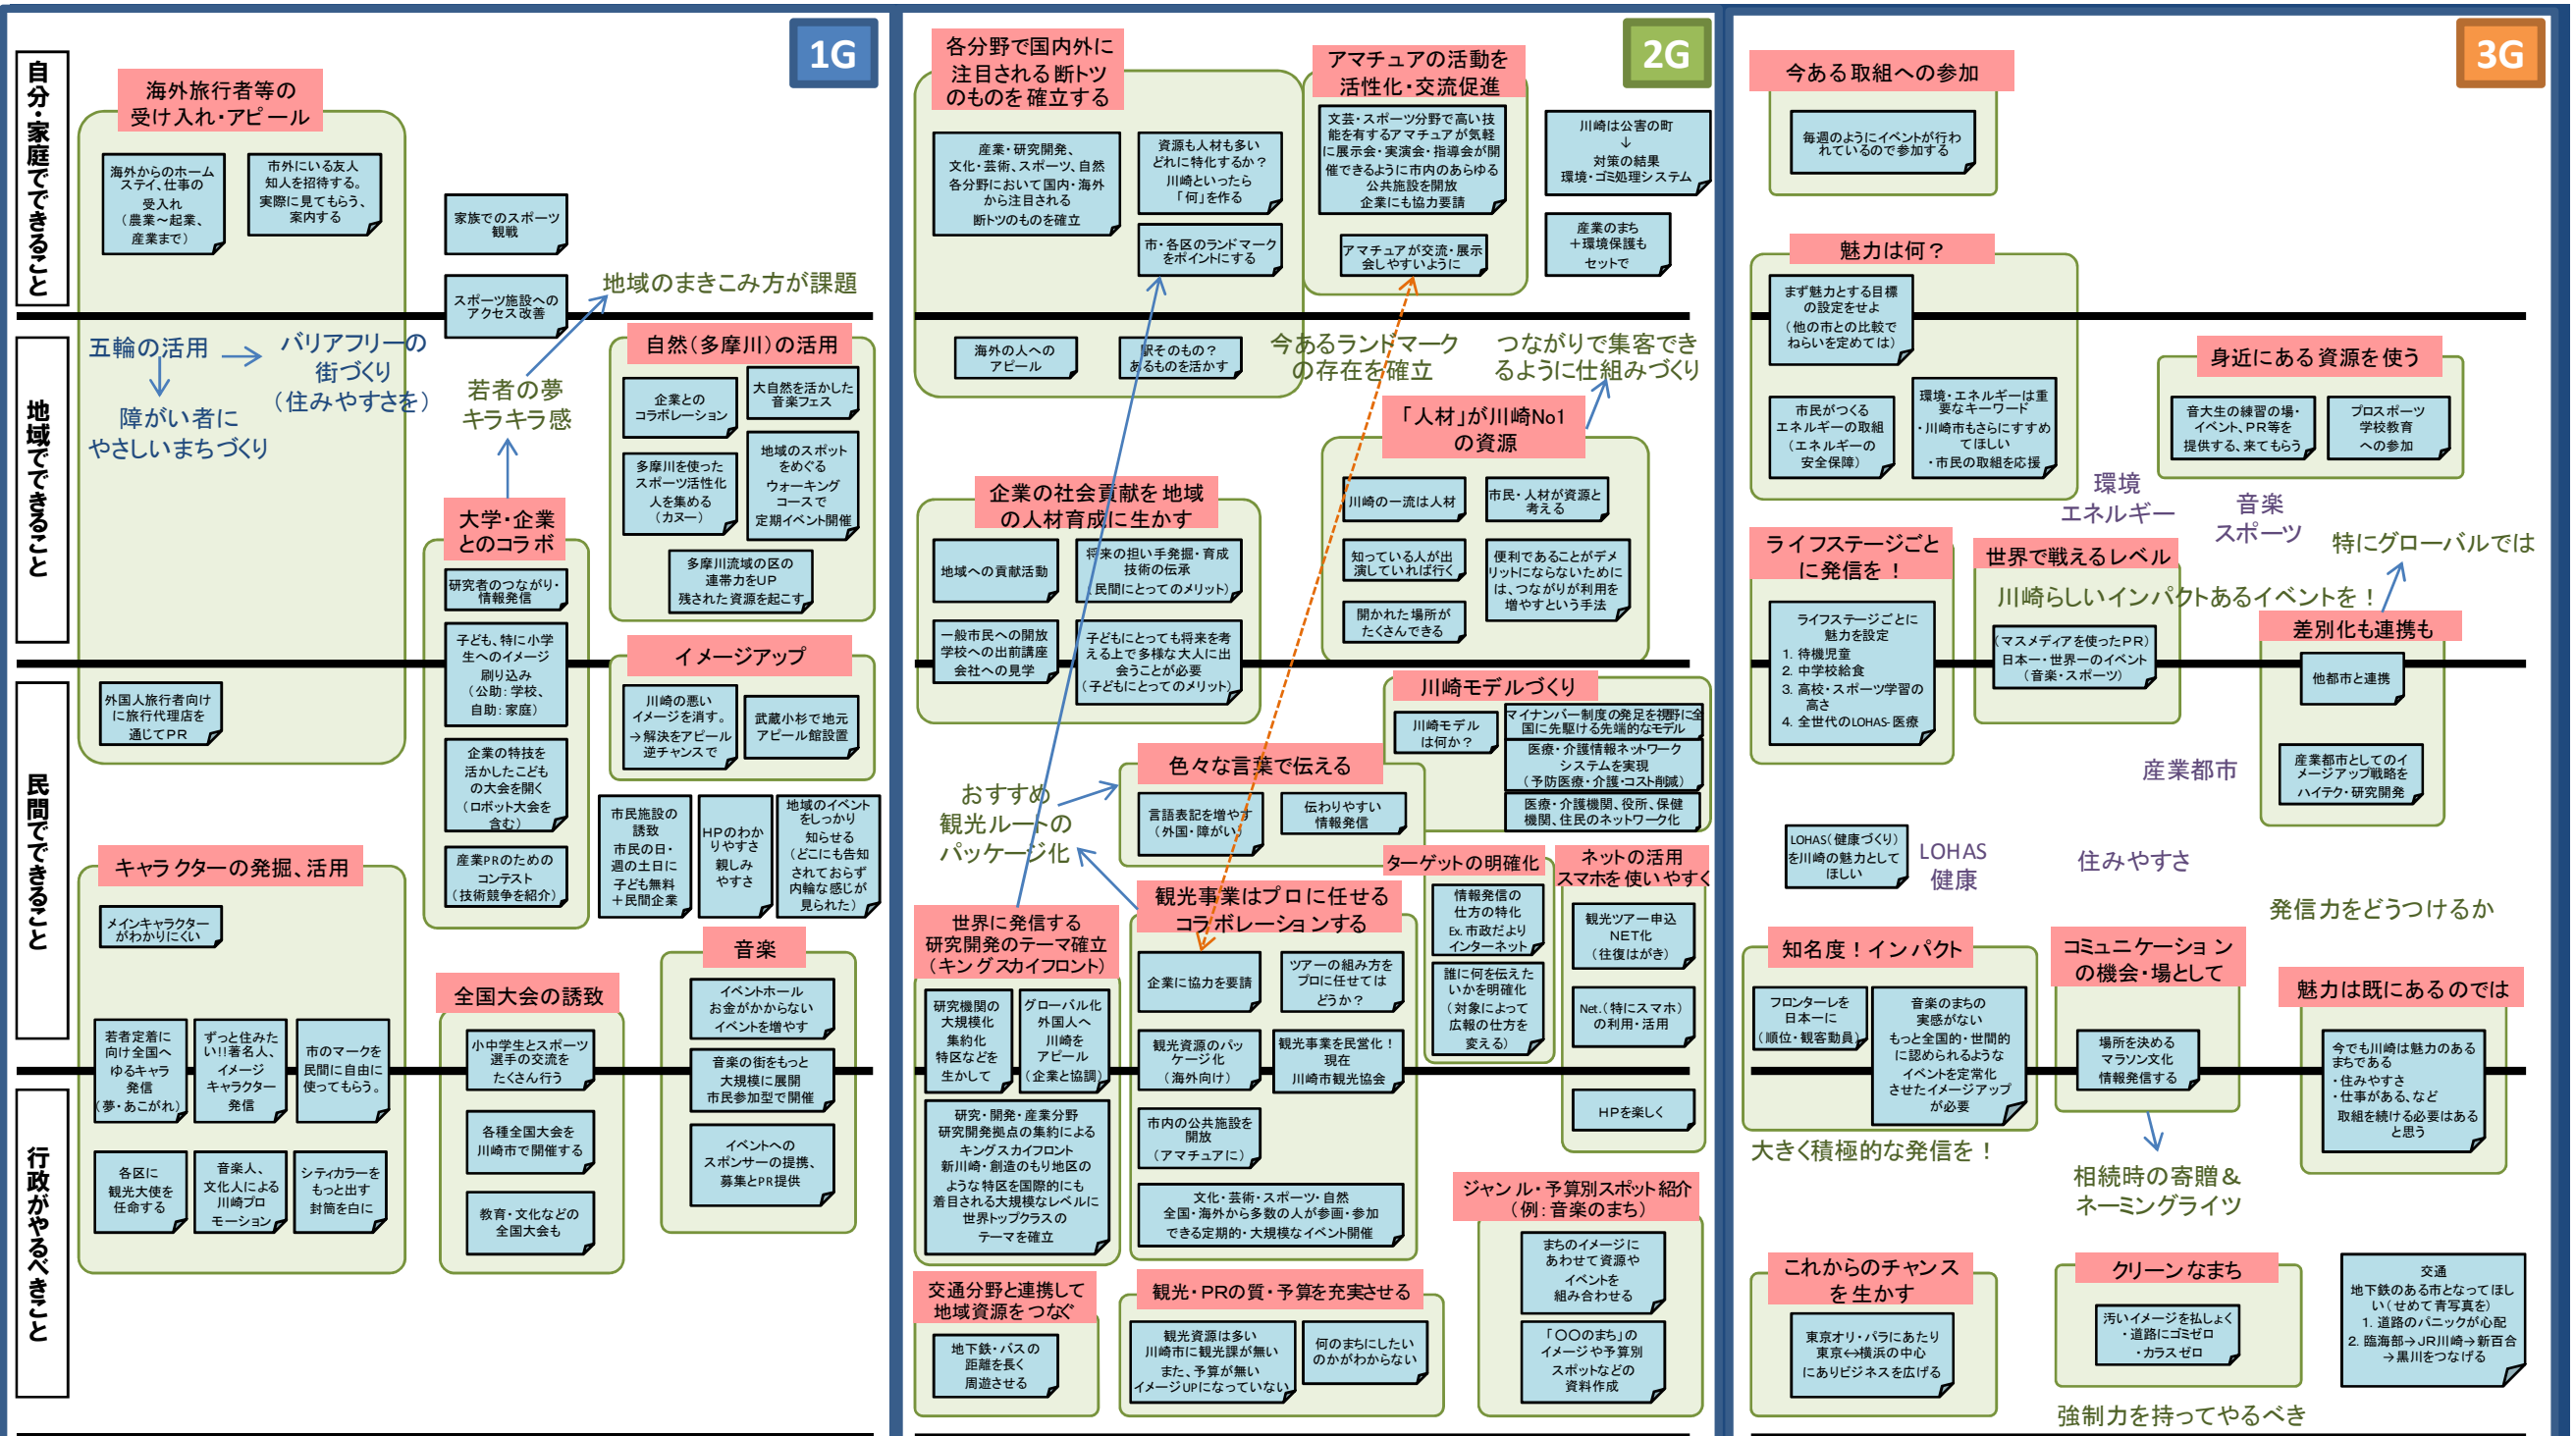 自分・家庭でできること
地域でできること
民間でできること
行政がやるべきこと
1G
海外旅行者等の
受け入れ・アピール
海外からのホーム
ステイ、仕事の
受入れ
（農業～起業、
産業まで）
市外にいる友人
知人を招待する。
実際に見てもらう、
案内する
家族でのスポーツ
観戦
スポーツ施設への
アクセス改善
地域のまきこみ方が課題
五輪の活用
バリアフリーの
街づくり
（住みやすさを）
障がい者に
やさしいまちづくり
若者の夢
キラキラ感
自然（多摩川）の活用
企業との
コラボレーション
大自然を活かした
音楽フェス
多摩川を使った
スポーツ活性化
人を集める
（カヌー）
地域のスポット
をめぐる
ウォーキング
コースで
定期イベント開催
多摩川流域の区の
連帯力をUP
残された資源を起こす
大学・企業
とのコラボ
研究者のつながり・
情報発信
子ども、特に小学
生へのイメージ
刷り込み
（公助：学校、
自助：家庭）
企業の特技を
活かしたこども
の大会を開く
（ロボット大会を
含む）
産業PRのための
コンテスト
（技術競争を紹介）
イメージアップ
川崎の悪い
イメージを消す。
→解決をアピール
逆チャンスで
武蔵小杉で地元
アピール館設置
外国人旅行者向け
に旅行代理店を
通じてPR
市民施設の
誘致
市民の日・
週の土日に
子ども無料
＋民間企業
HPのわか
りやすさ
親しみ
やすさ
地域のイベント
をしっかり
知らせる
（どこにも告知
されておらず
内輪な感じが
見られた）
キャラクターの発掘、活用
メインキャラクター
がわかりにくい
若者定着に
向け全国へ
ゆるキャラ
発信
（夢・あこがれ）
ずっと住みた
い!!著名人、
イメージ
キャラクター
発信
市のマークを
民間に自由に
使ってもらう。
各区に
観光大使を
任命する
音楽人、
文化人による
川崎プロ
モーション
シティカラーを
もっと出す
封筒を白に
全国大会の誘致
小中学生とスポーツ
選手の交流を
たくさん行う
各種全国大会を
川崎市で開催する
教育・文化などの
全国大会も
音楽
イベントホール
お金がかからない
イベントを増やす
音楽の街をもっと
大規模に展開
市民参加型で開催
イベントへの
スポンサーの提携、
募集とPR提供
2G
各分野で国内外に
注目される断トツ
のものを確立する
産業・研究開発、
文化・芸術、スポーツ、自然
各分野において国内・海外
から注目される
断トツのものを確立
資源も人材も多い
どれに特化するか？
川崎といったら
「何」を作る
市・各区のランドマーク
をポイントにする
海外の人への
アピール
駅そのもの？
あるものを活かす
アマチュアの活動を
活性化・交流促進
文芸・スポーツ分野で高い技
能を有するアマチュアが気軽
に展示会・実演会・指導会が開
催できるように市内のあらゆる
公共施設を開放
企業にも協力要請
アマチュアが交流・展示
会しやすいように
川崎は公害の町
↓
対策の結果
環境・ゴミ処理システム
産業のまち
＋環境保護も
セットで
今あるランドマーク
の存在を確立
つながりで集客でき
るように仕組みづくり
「人材」が川崎No1
の資源
川崎の一流は人材
市民・人材が資源と
考える
知っている人が出
演していれば行く
便利であることがデメ
リットにならないために
は、つながりが利用を
増やすという手法
開かれた場所が
たくさんできる
企業の社会貢献を地域
の人材育成に生かす
地域への貢献活動
将来の担い手発掘・育成
技術の伝承
（民間にとってのメリット）
一般市民への開放
学校への出前講座
会社への見学
子どもにとっても将来を考
える上で多様な大人に出
会うことが必要
（子どもにとってのメリット）
川崎モデルづくり
川崎モデル
は何か？
マイナンバー制度の発足を視野に全
国に先駆ける先端的なモデル
医療・介護情報ネットワーク
システムを実現
（予防医療・介護・コスト削減）
医療・介護機関、役所、保健
機関、住民のネットワーク化
色々な言葉で伝える
言語表記を増やす
（外国・障がい）
伝わりやすい
情報発信
おすすめ
観光ルートの
パッケージ化
ターゲットの明確化
情報発信の
仕方の特化
Ex.市政だより
インターネット
誰に何を伝えた
いかを明確化
（対象によって
広報の仕方を
変える）
ネットの活用
スマホを使いやすく
観光ツアー申込
NET化
（往復はがき）
Net.（特にスマホ）
の利用・活用
HPを楽しく
世界に発信する
研究開発のテーマ確立
（キングスカイフロント）
研究機関の
大規模化
集約化
特区などを
生かして
グローバル化
外国人へ
川崎を
アピール
（企業と協調）
研究・開発・産業分野
研究開発拠点の集約による
キングスカイフロント
新川崎・創造のもり地区の
ような特区を国際的にも
着目される大規模なレベルに
世界トップクラスの
テーマを確立
観光事業はプロに任せる
コラボレーションする
企業に協力を要請
ツアーの組み方を
プロに任せては
どうか？
観光資源のパッ
ケージ化
（海外向け）
観光事業を民営化！
現在
川崎市観光協会
市内の公共施設を
開放
（アマチュアに）
文化・芸術・スポーツ・自然
全国・海外から多数の人が参画・参加
できる定期的・大規模なイベント開催
ジャンル・予算別スポット紹介
（例：音楽のまち）
まちのイメージに
あわせて資源や
イベントを
組み合わせる
「〇〇のまち」の
イメージや予算別
スポットなどの
資料作成
交通分野と連携して
地域資源をつなぐ
地下鉄・バスの
距離を長く
周遊させる
観光・PRの質・予算を充実させる
観光資源は多い
川崎市に観光課が無い
また、予算が無い
イメージUPになっていない
何のまちにしたい
のかがわからない
3G
今ある取組への参加
毎週のようにイベントが行わ
れているので参加する
魅力は何？
まず魅力とする目標
の設定をせよ
（他の市との比較で
ねらいを定めては）
市民がつくる
エネルギーの取組
（エネルギーの
安全保障）
環境・エネルギーは重
要なキーワード
・川崎市もさらにすすめ
てほしい
・市民の取組を応援
身近にある資源を使う
音大生の練習の場・
イベント、PR等を
提供する、来てもらう
プロスポーツ
学校教育
への参加
環境
エネルギー
音楽
スポーツ
特にグローバルでは
ライフステージごと
に発信を！
ライフステージごとに
魅力を設定
1. 待機児童
2. 中学校給食
3. 高校・スポーツ学習の
高さ
4. 全世代のLOHAS-医療
世界で戦えるレベル
川崎らしいインパクトあるイベントを！
（マスメディアを使ったPR）
日本一・世界一のイベント
（音楽・スポーツ）
差別化も連携も
他都市と連携
産業都市としてのイ
メージアップ戦略を
ハイテク・研究開発
産業都市
LOHAS（健康づくり）
を川崎の魅力として
ほしい
LOHAS
健康
住みやすさ
発信力をどうつけるか
知名度！インパクト
フロンターレを
日本一に
（順位・観客動員）
音楽のまちの
実感がない
もっと全国的・世間的
に認められるような
イベントを定常化
させたイメージアップ
が必要
大きく積極的な発信を！
コミュニケーション
の機会・場として
場所を決める
マラソン文化
情報発信する
相続時の寄贈＆
ネーミングライツ
魅力は既にあるのでは
今でも川崎は魅力のある
まちである
・住みやすさ
・仕事がある、など
取組を続ける必要はある
と思う
これからのチャンス
を生かす
東京オリ・パラにあたり
東京⇔横浜の中心
にありビジネスを広げる
クリーンなまち
汚いイメージを払しょく
・道路にゴミゼロ
・カラスゼロ
強制力を持ってやるべき
交通
地下鉄のある市となってほし
い（せめて青写真を）
1. 道路のパニックが心配
2. 臨海部→JR川崎→新百合
→黒川をつなげる